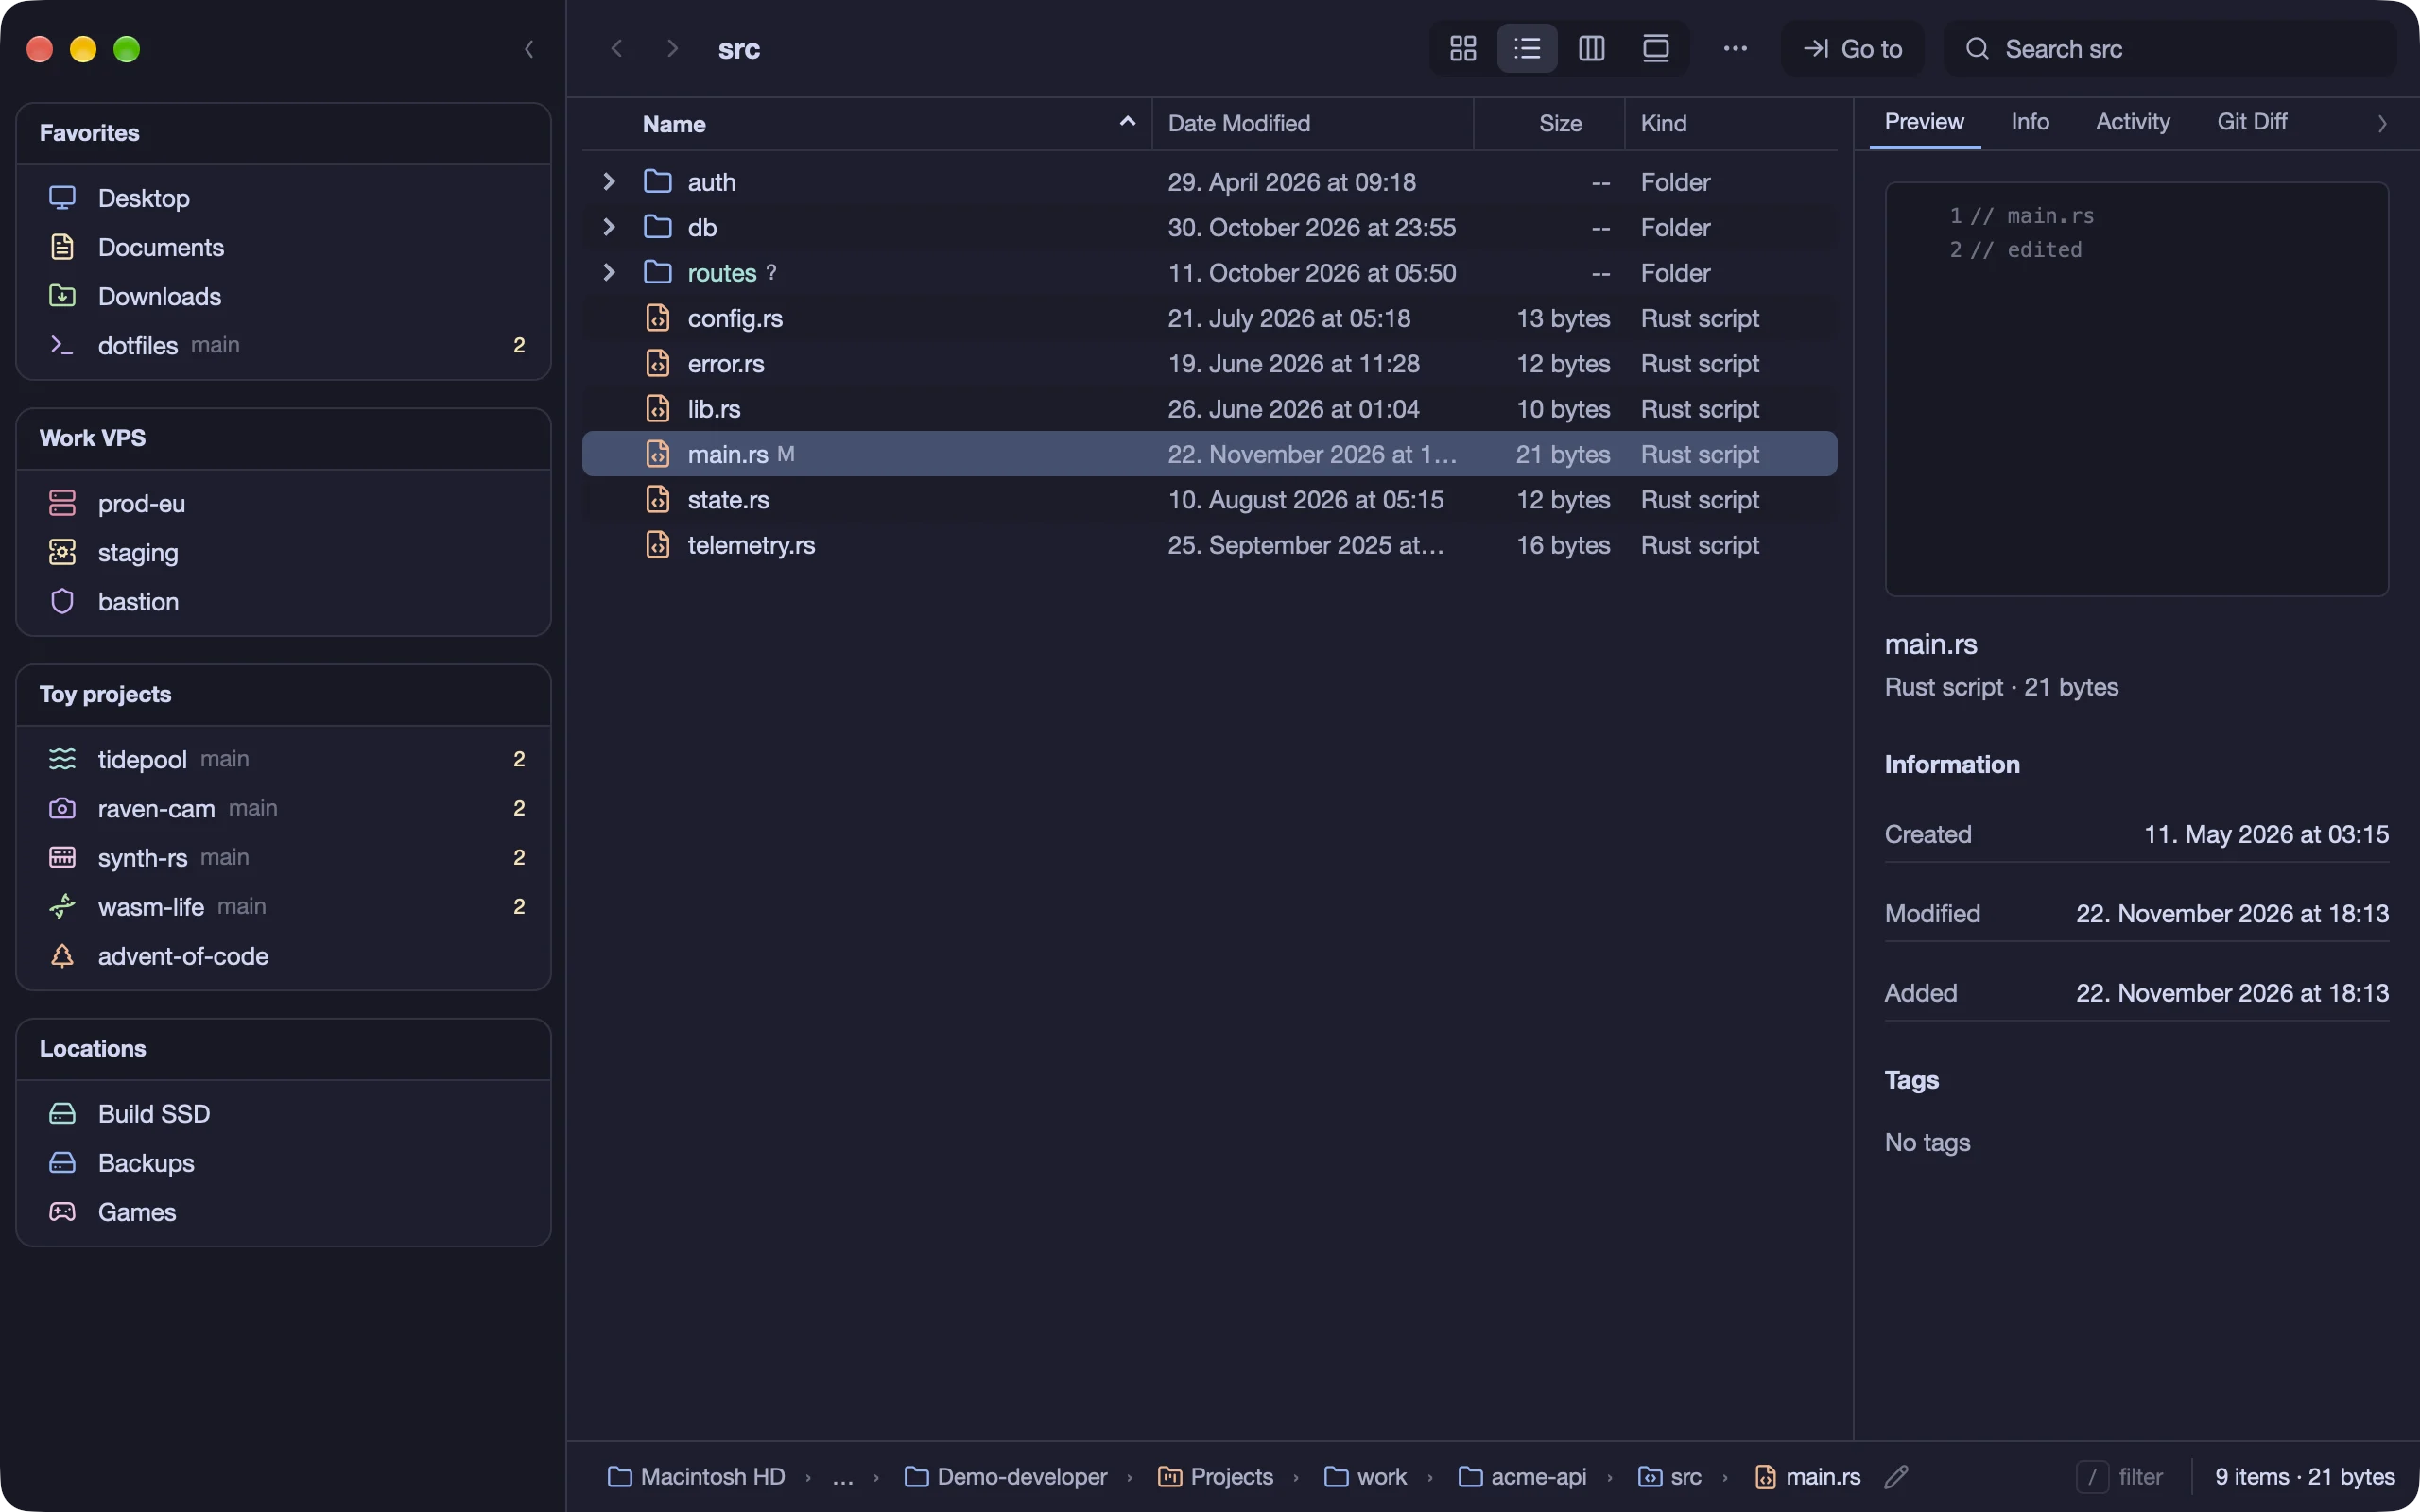 Favorites
Desktop
Documents
Downloads
dotfiles main 2
Work VPS
prod-eu
staging
bastion
Toy projects
tidepool main 2
raven-cam main 2
synth-rs main 2
wasm-life main 2
advent-of-code
Locations
Build SSD
Backups
Games
src
Go to
Search src
Name Date Modified Size Kind
auth 29. April 2026 at 09:18 -- Folder
db 30. October 2026 at 23:55 -- Folder
routes ? 11. October 2026 at 05:50 -- Folder
config.rs 21. July 2026 at 05:18 13 bytes Rust script
error.rs 19. June 2026 at 11:28 12 bytes Rust script
lib.rs 26. June 2026 at 01:04 10 bytes Rust script
main.rs M 22. November 2026 at 1… 21 bytes Rust script
state.rs 10. August 2026 at 05:15 12 bytes Rust script
telemetry.rs 25. September 2025 at… 16 bytes Rust script
Preview Info Activity Git Diff
1 // main.rs
2 // edited
main.rs
Rust script · 21 bytes
Information
Created 11. May 2026 at 03:15
Modified 22. November 2026 at 18:13
Added 22. November 2026 at 18:13
Tags
No tags
Macintosh HD › … › Demo-developer › Projects › work › acme-api › src › main.rs
/ filter
9 items · 21 bytes